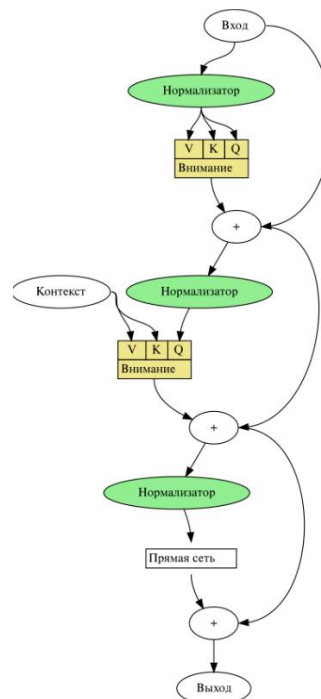 Вход
Нормализатор
V K Q
Внимание
+
Контекст
Нормализатор
V K Q
Внимание
+
Нормализатор
Прямая сеть
+
Выход